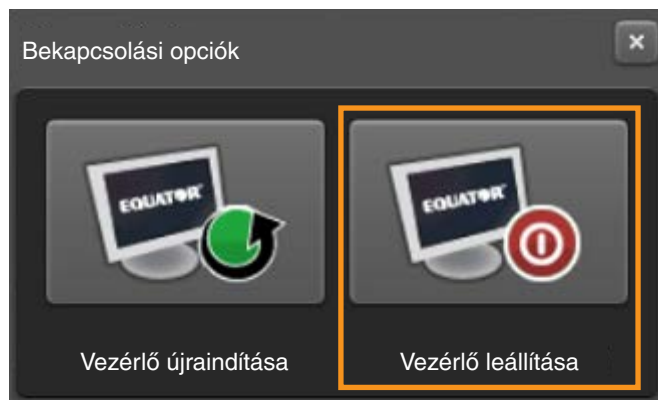 Bekapcsolási opciók
EQUATOR
EQUATOR
Vezérlő újraindítása
Vezérlő leállítása